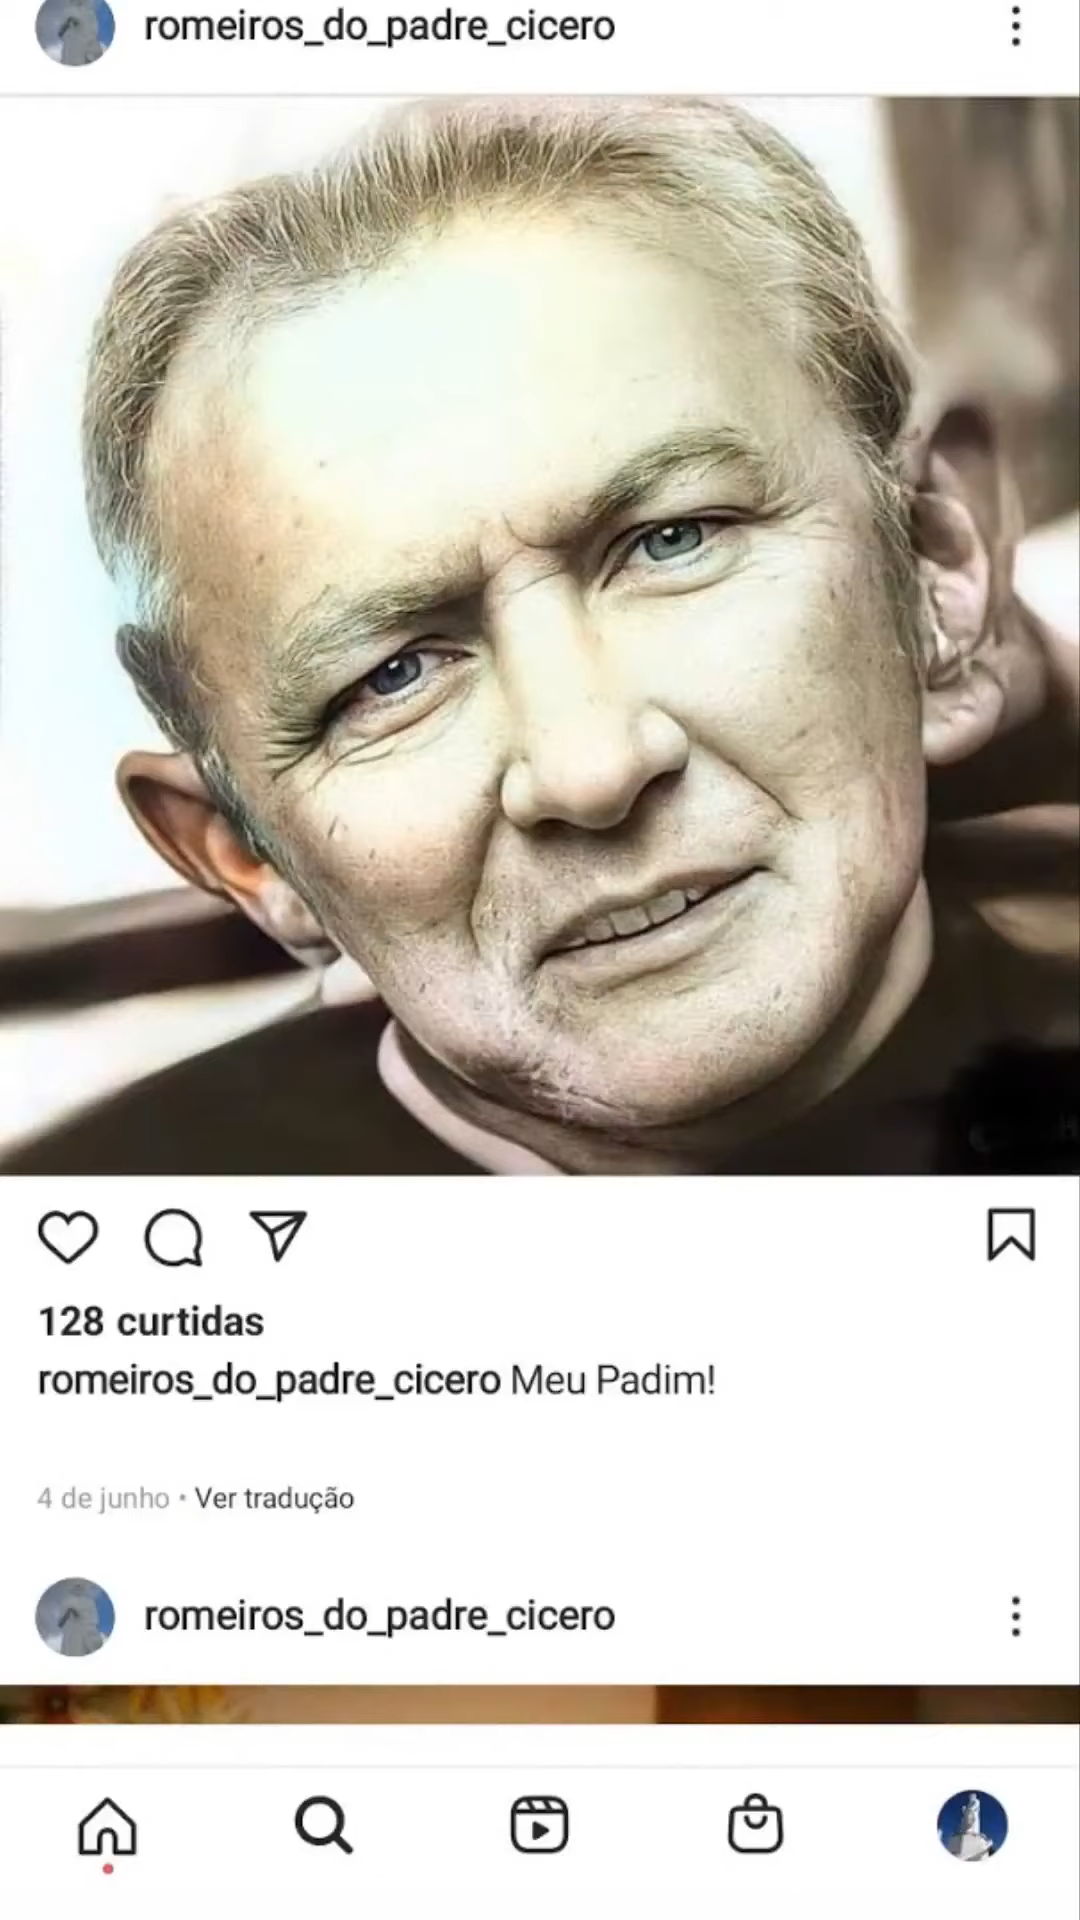 romeiros_do_padre_cicero
128 curtidas
romeiros_do_padre_cicero Meu Padim!
4 de junho • Ver tradução
romeiros_do_padre_cicero